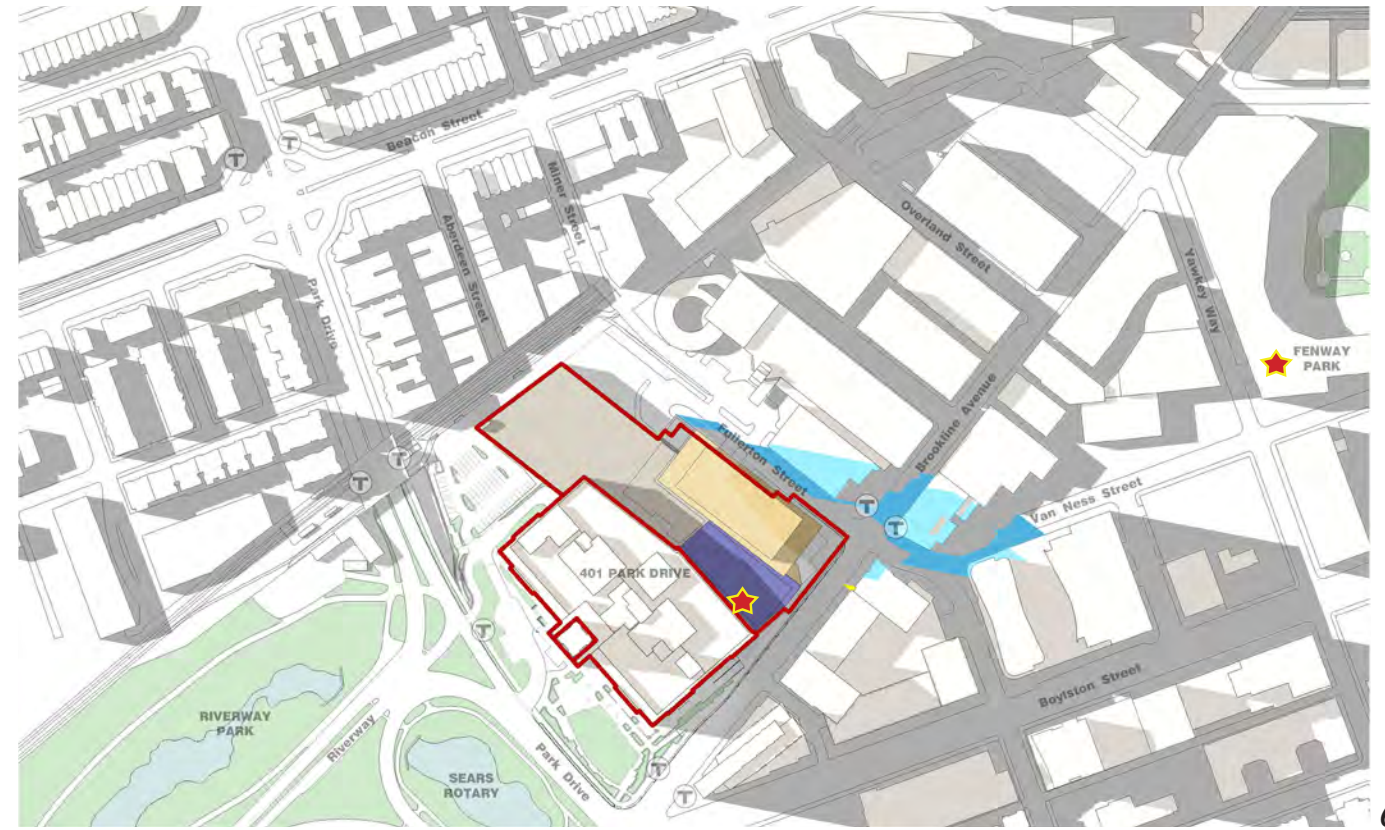 Beacon Street
Miner Street
Aberdeen Street
Overland Street
Park Drive
Yawkey Way
FENWAY
PARK
Fullerton Street
Brookline Avenue
Van Ness Street
401 PARK DRIVE
Boylston Street
RIVERWAY
PARK
Riverway
Park Drive
SEARS
ROTARY
T
T
T
T
T
T
T
T
T